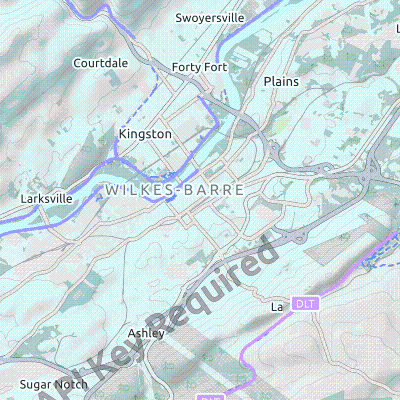 Swoyersville
Forty Fort
Courtdale
Plains
Kingston
WILKES-BARRE
Larksville
API Key Required
DLT
La
Ashley
Sugar Notch